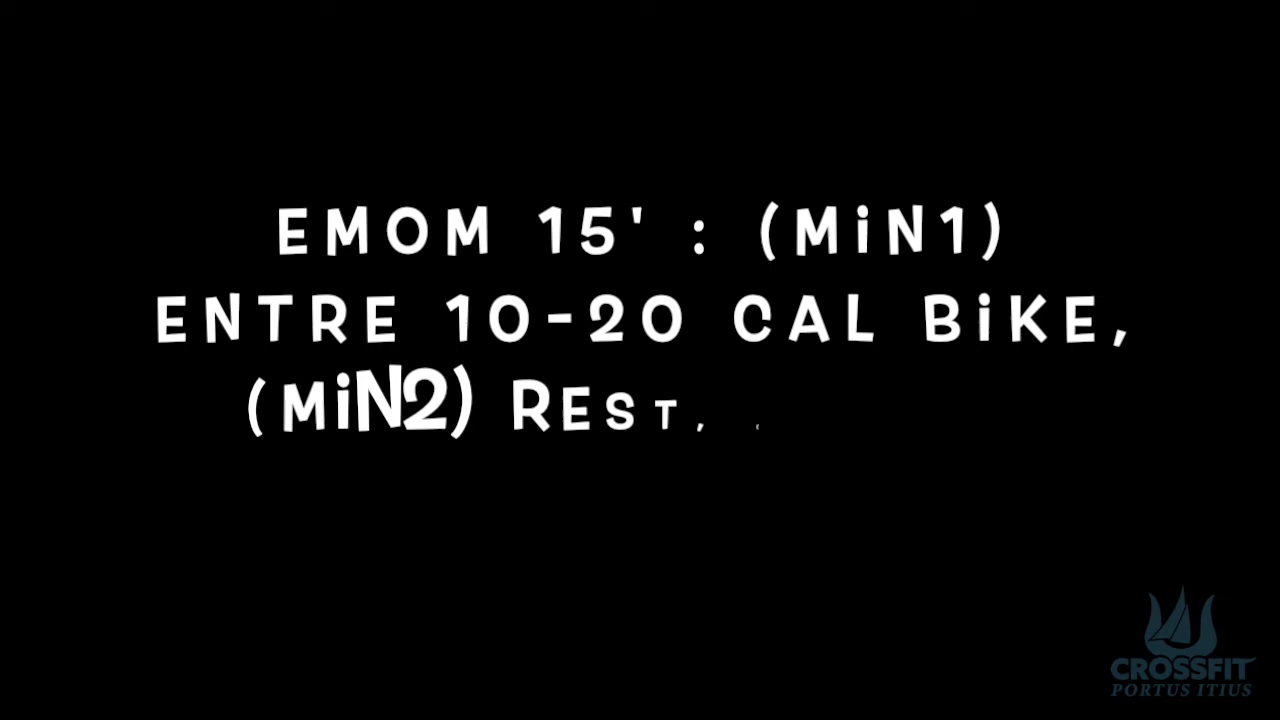 EMOM 15' : (MiN1)
ENTRE 10-20 CAL BiKE,
(MiN2) REST,
CROSSFIT
PORTUS ITIUS